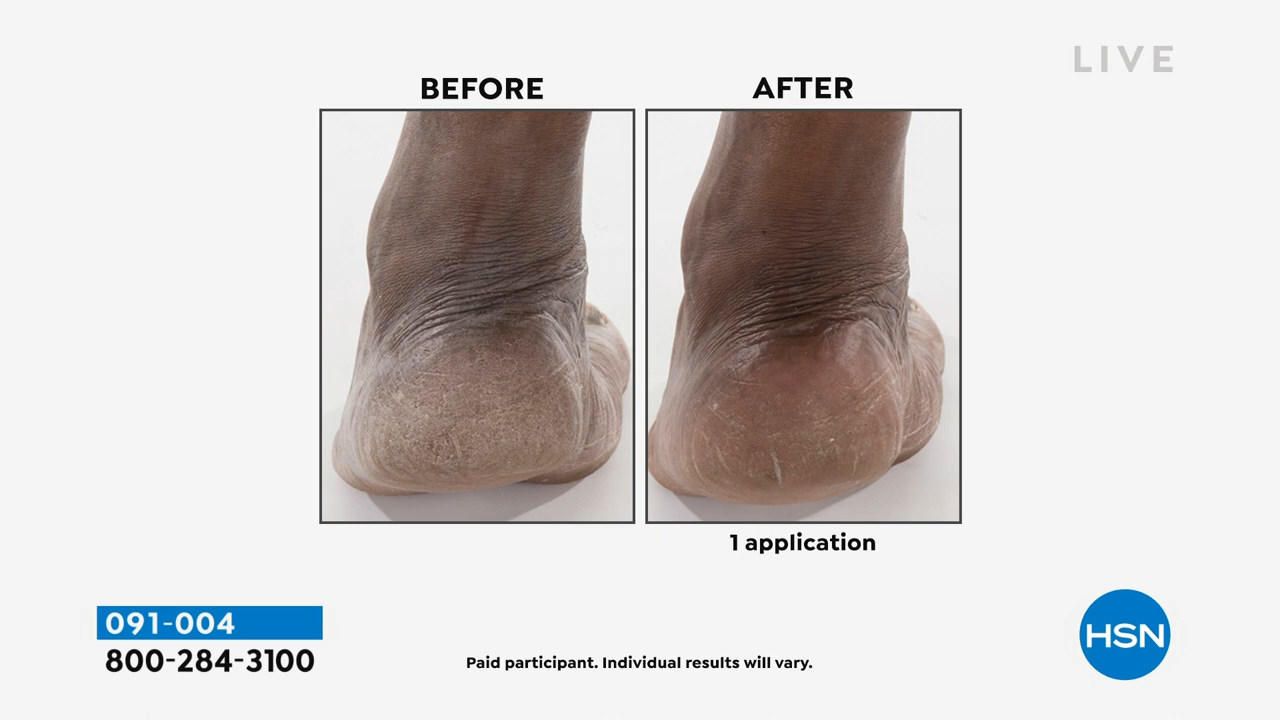 LIVE
BEFORE
AFTER
1 application
091-004
800-284-3100
Paid participant. Individual results will vary.
HSN